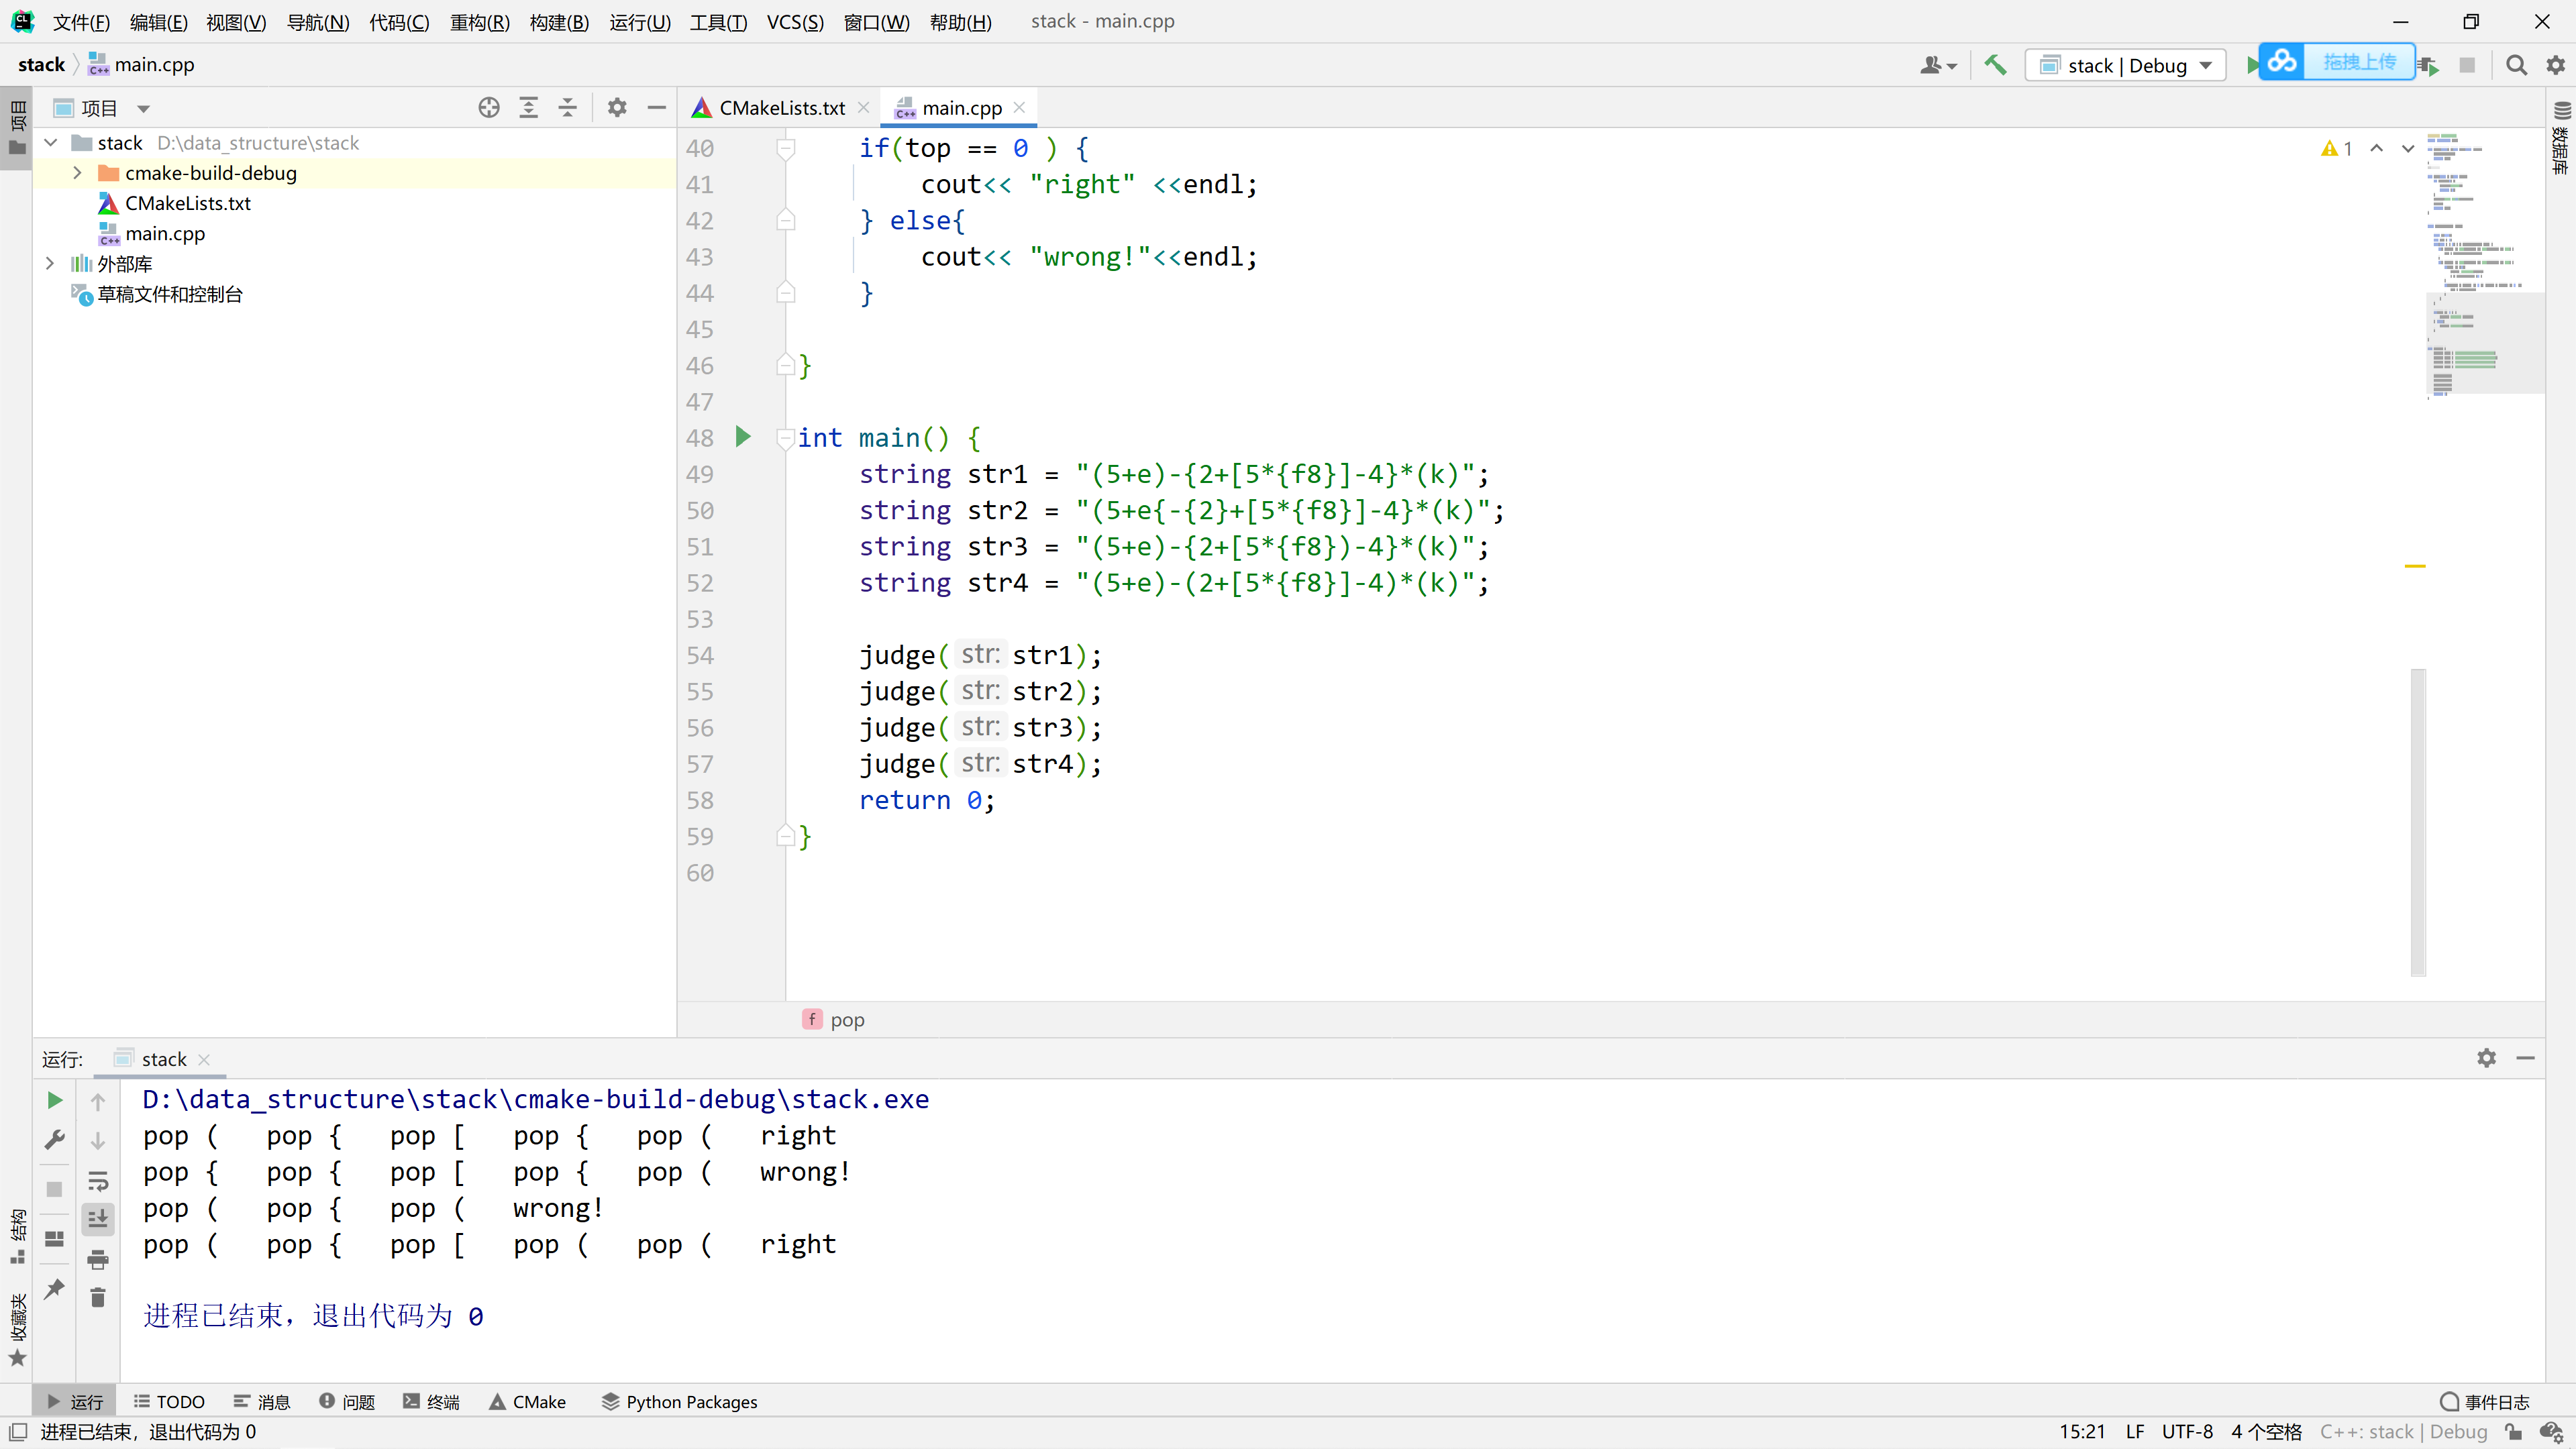 文件(F) 编辑(E) 视图(V) 导航(N) 代码(C) 重构(R) 构建(B) 运行(U) 工具(T) VCS(S) 窗口(W) 帮助(H) stack - main.cpp
stack main.cpp
stack | Debug
拖拽上传
项目
项目
CMakeLists.txt
main.cpp
数据库
stack D:\data_structure\stack
cmake-build-debug
CMakeLists.txt
main.cpp
外部库
草稿文件和控制台
1
40 if(top == 0 ) {
41 cout<< "right" <<endl;
42 } else{
43 cout<< "wrong!"<<endl;
44 }
45
46 }
47
48 int main() {
49 string str1 = "(5+e)-{2+[5*{f8}]-4}*(k)";
50 string str2 = "(5+e{-{2}+[5*{f8}]-4}*(k)";
51 string str3 = "(5+e)-{2+[5*{f8})-4}*(k)";
52 string str4 = "(5+e)-(2+[5*{f8}]-4)*(k)";
53
54 judge( str: str1);
55 judge( str: str2);
56 judge( str: str3);
57 judge( str: str4);
58 return 0;
59 }
60
f pop
运行: stack
D:\data_structure\stack\cmake-build-debug\stack.exe
pop ( pop { pop [ pop { pop ( right
pop { pop { pop [ pop { pop ( wrong!
pop ( pop { pop ( wrong!
pop ( pop { pop [ pop ( pop ( right
进程已结束，退出代码为 0
结构
收藏夹
运行 TODO 消息 问题 终端 CMake Python Packages 事件日志
进程已结束，退出代码为 0 15:21 LF UTF-8 4 个空格 C++: stack | Debug